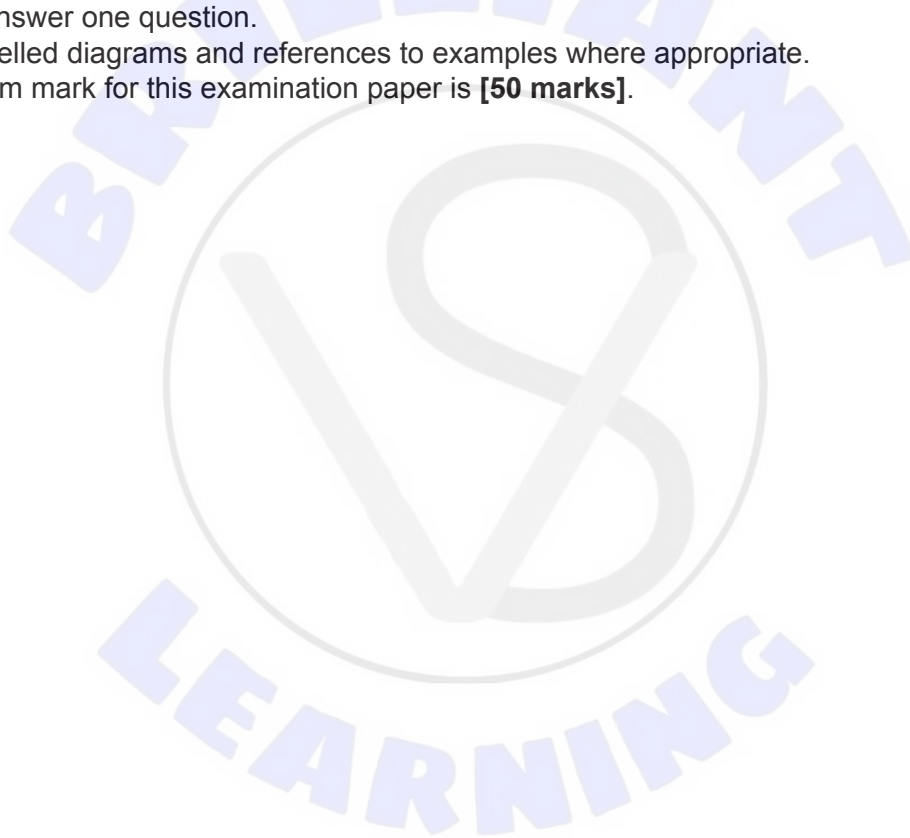 nswer one question.
elled diagrams and references to examples where appropriate.
m mark for this examination paper is [50 marks].
BRILLIANT
VS
LEARNING